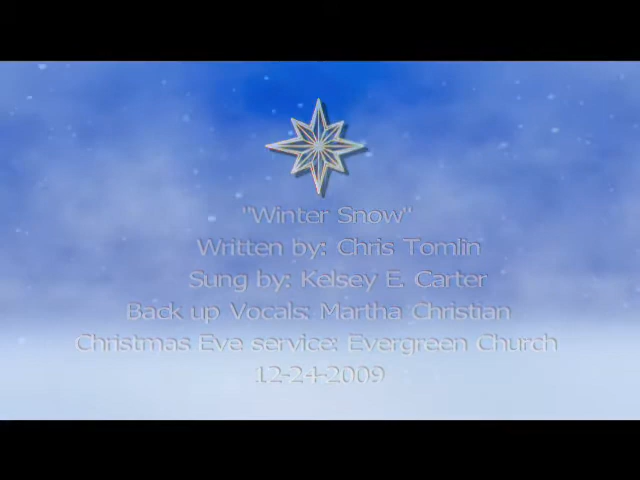 "Winter Snow"
Written by: Chris Tomlin
Sung by: Kelsey E. Carter
Back up Vocals: Martha Christian
Christmas Eve service: Evergreen Church
12-24-2009